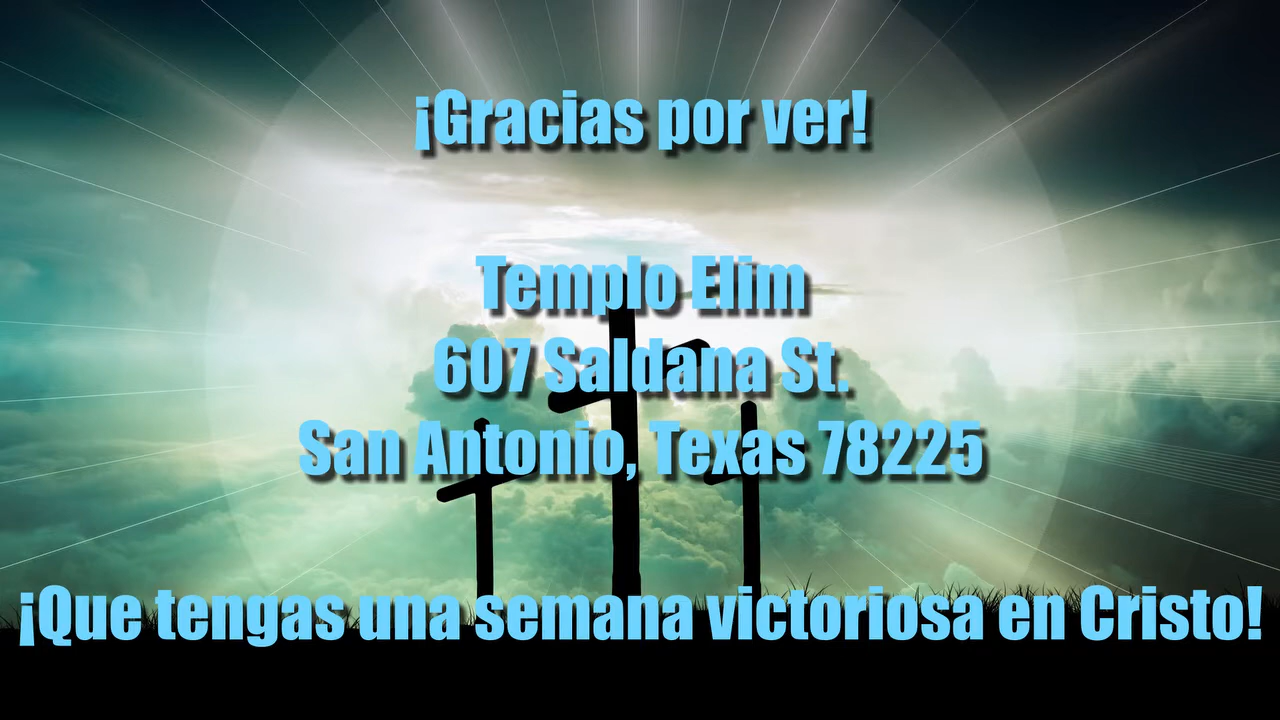 ¡Gracias por ver!
Templo Elim
607 Saldana St.
San Antonio, Texas 78225
¡Que tengas una semana victoriosa en Cristo!